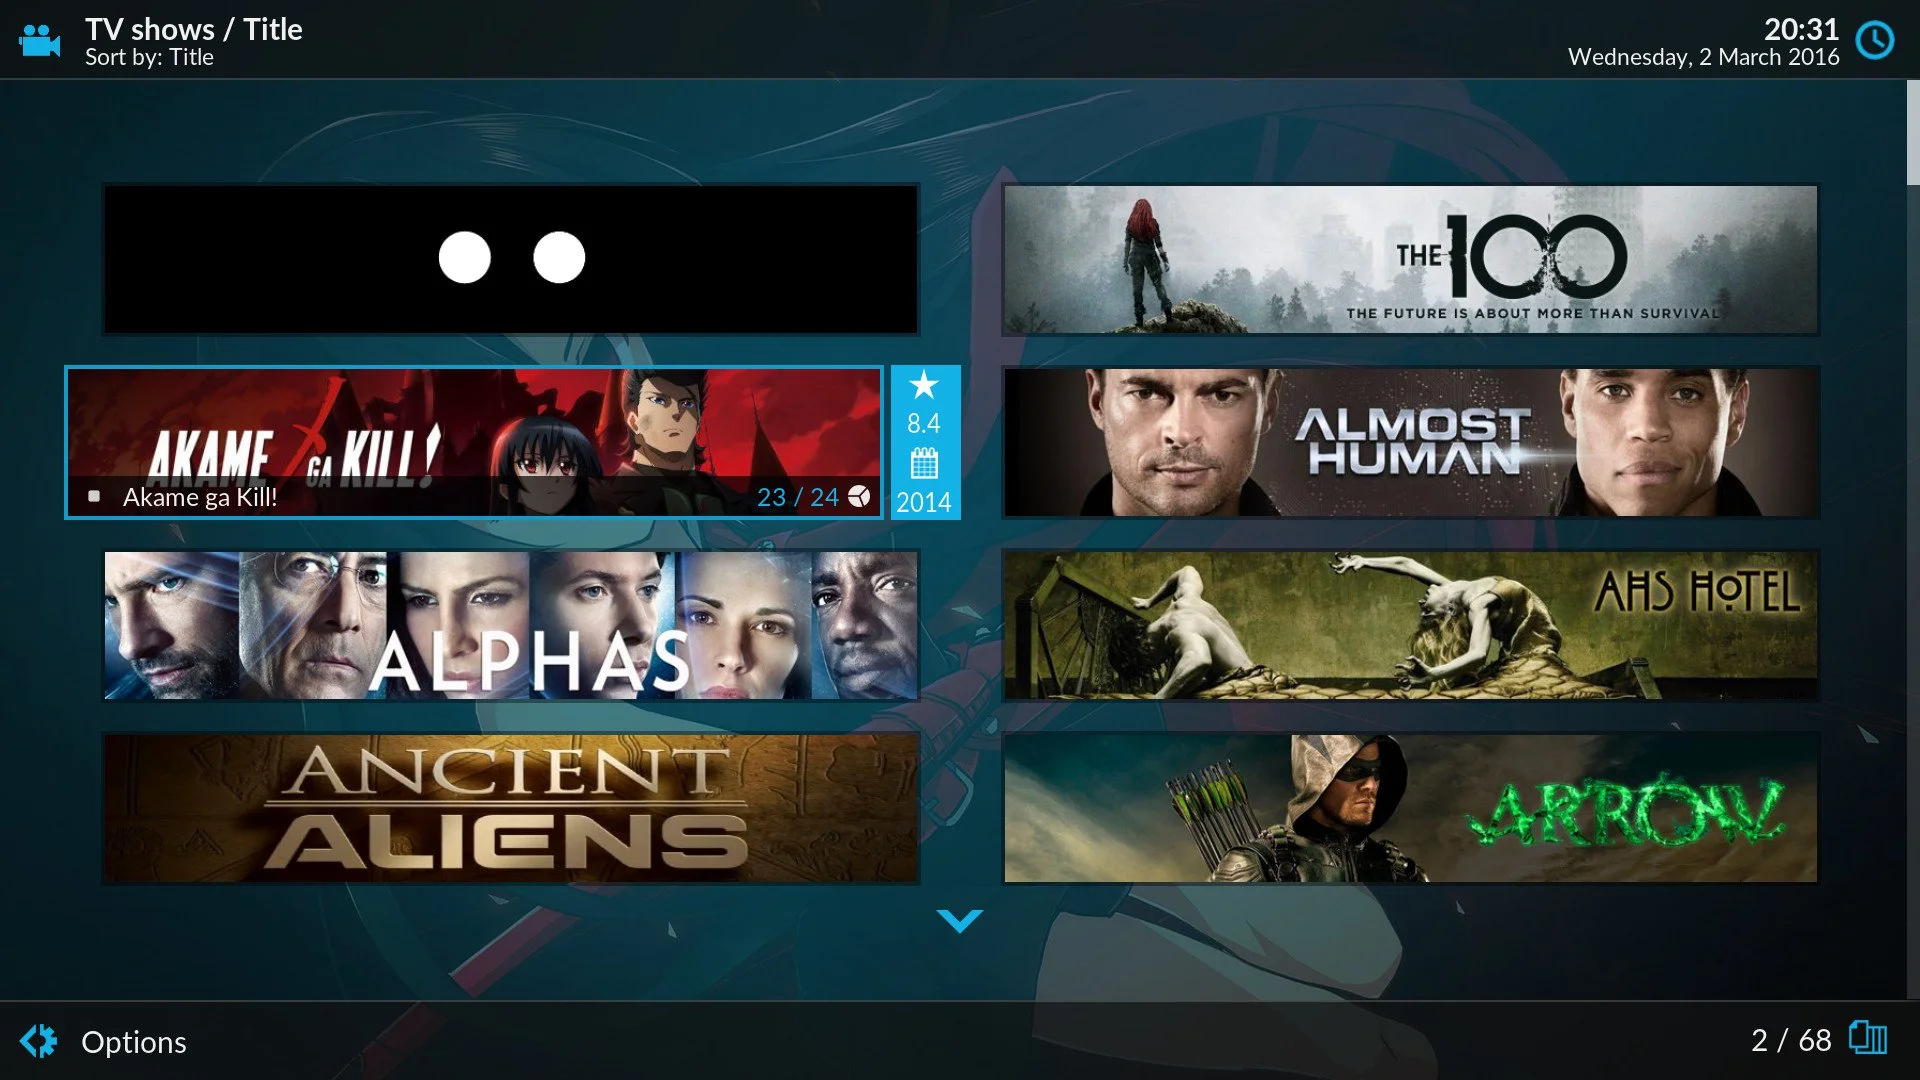 TV shows / Title
Sort by: Title
20:31
Wednesday, 2 March 2016
THE 100
THE FUTURE IS ABOUT MORE THAN SURVIVAL
AKAME GA KILL!
Akame ga Kill!
23 / 24
8.4
2014
ALMOST
HUMAN
ALPHAS
AHS HOTEL
ANCIENT
ALIENS
ARROW
Options
2 / 68